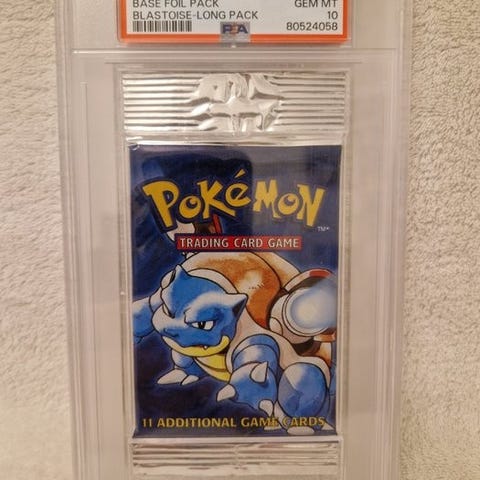 BASE FOIL PACK
GEM MT
BLASTOISE-LONG PACK
10
PSA
80524058
POKéMON
TM
TRADING CARD GAME
11 ADDITIONAL GAME CARDS